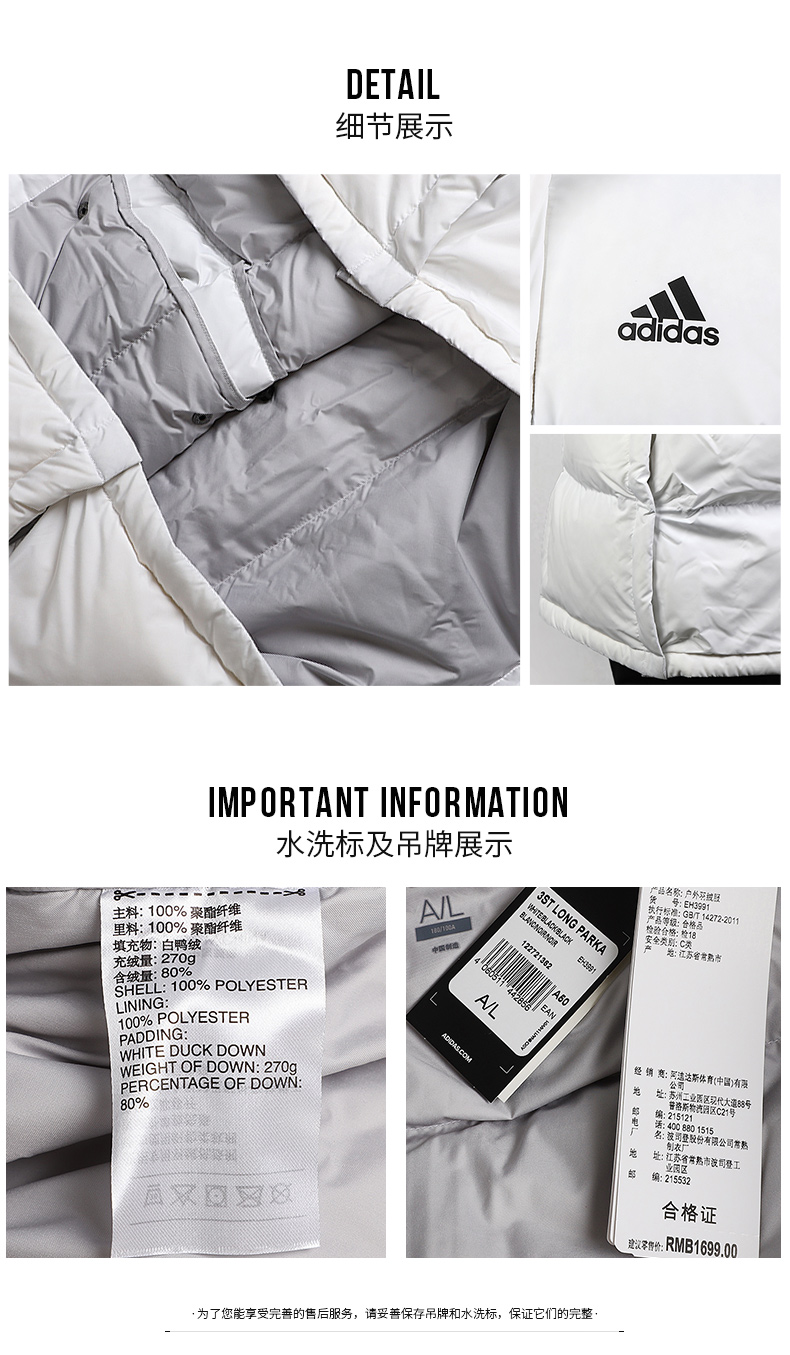 DETAIL
细节展示
adidas
IMPORTANT INFORMATION
水洗标及吊牌展示
主料: 100% 聚酯纤维
里料: 100% 聚酯纤维
填充物: 白鸭绒
充绒量: 270g
含绒量: 80%
SHELL: 100% POLYESTER
LINING:
100% POLYESTER
PADDING:
WHITE DUCK DOWN
WEIGHT OF DOWN: 270g
PERCENTAGE OF DOWN:
80%
A/L
180/100A
中国制造
3ST LONG PARKA
WHITE/BLACK/BLACK
BLANC/NOIR/NOIR
12721362
EH3991
A60
EAN
A/L
ADIDAS.COM
产品名称: 户外羽绒服
货 号: EH3991
执行标准: GB/T 14272-2011
产品等级: 合格品
检验合格: 检18
安全类别: C类
产 地: 江苏省常熟市
经 销 商: 阿迪达斯体育(中国)有限
公司
地 址: 苏州工业园区现代大道88号
普洛斯物流园区C21号
邮 编: 215121
电 话: 400 880 1515
厂 名: 波司登股份有限公司常熟
制衣厂
地 址: 江苏省常熟市波司登工
业园区
邮 编: 215532
合格证
建议零售价: RMB1699.00
·为了您能享受完善的售后服务，请妥善保存吊牌和水洗标，保证它们的完整·